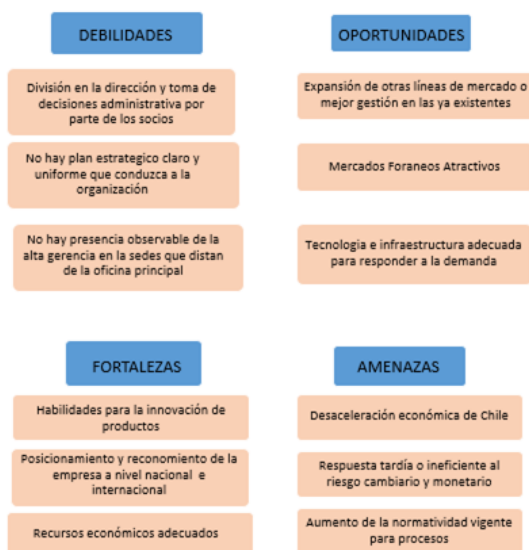 DEBILIDADES
División en la dirección y toma de
decisiones administrativa por
parte de los socios
No hay plan estrategico claro y
uniforme que conduzca a la
organización
No hay presencia observable de la
alta gerencia en la sedes que distan
de la oficina principal
OPORTUNIDADES
Expansión de otras líneas de mercado o
mejor gestión en las ya existentes
Mercados Foraneos Atractivos
Tecnologia e infraestructura adecuada
para responder a la demanda
FORTALEZAS
Habilidades para la innovación de
productos
Posicionamiento y reconomiento de la
empresa a nivel nacional e
internacional
Recursos económicos adecuados
AMENAZAS
Desaceleración económica de Chile
Respuesta tardía o ineficiente al
riesgo cambiario y monetario
Aumento de la normatividad vigente
para procesos